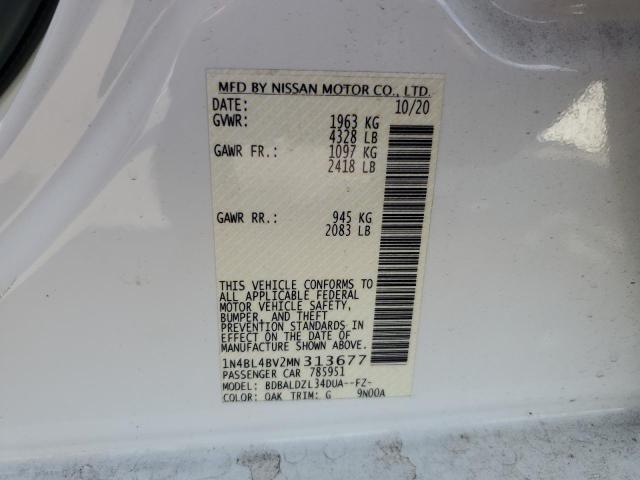 MFD BY NISSAN MOTOR CO., LTD.
DATE: 10/20
GVWR: 1963 KG
4328 LB
GAWR FR.: 1097 KG
2418 LB
GAWR RR.: 945 KG
2083 LB
THIS VEHICLE CONFORMS TO
ALL APPLICABLE FEDERAL
MOTOR VEHICLE SAFETY,
BUMPER, AND THEFT
PREVENTION STANDARDS IN
EFFECT ON THE DATE OF
MANUFACTURE SHOWN ABOVE.
1N4BL4BV2MN313677
PASSENGER CAR 785951
MODEL: BDBALDZL34DUA--FZ-
COLOR: OAK TRIM: G 9N00A